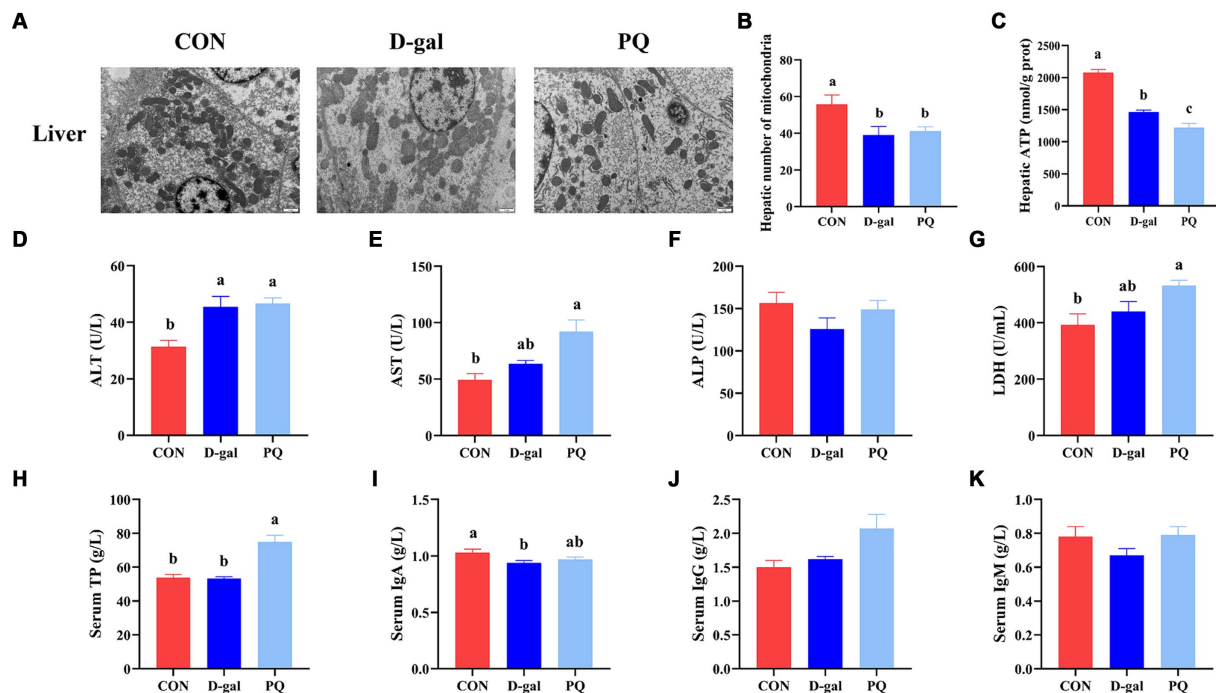 A
CON
D-gal
PQ
Liver
B
Hepatic number of mitochondria
80
60
40
20
0
a
b
b
CON
D-gal
PQ
C
Hepatic ATP (nmol/g prot)
2500
2000
1500
1000
500
0
a
b
c
CON
D-gal
PQ
D
ALT (U/L)
60
40
20
0
b
a
a
CON
D-gal
PQ
E
AST (U/L)
150
100
50
0
b
ab
a
CON
D-gal
PQ
F
ALP (U/L)
200
150
100
50
0
CON
D-gal
PQ
G
LDH (U/mL)
600
400
200
0
b
ab
a
CON
D-gal
PQ
H
Serum TP (g/L)
100
80
60
40
20
0
b
b
a
CON
D-gal
PQ
I
Serum IgA (g/L)
1.5
1.0
0.5
0.0
a
b
ab
CON
D-gal
PQ
J
Serum IgG (g/L)
2.5
2.0
1.5
1.0
0.5
0.0
CON
D-gal
PQ
K
Serum IgM (g/L)
1.0
0.8
0.6
0.4
0.2
0.0
CON
D-gal
PQ